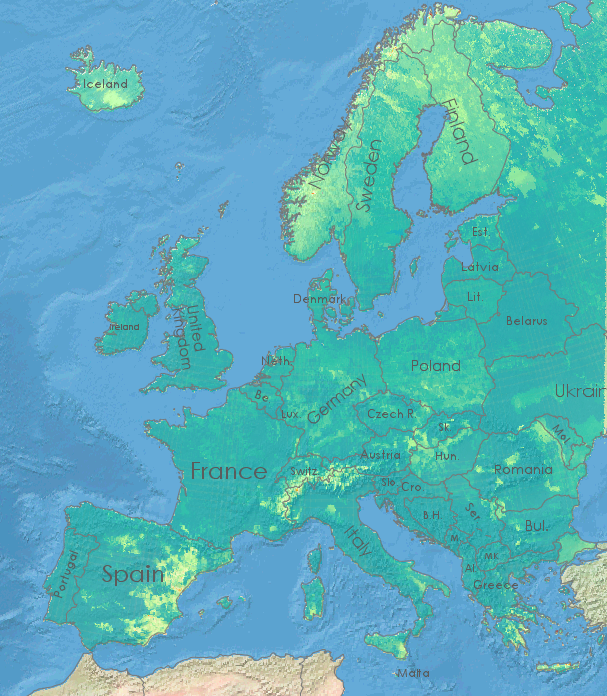 Iceland
Norway
Sweden
Finland
Est.
Latvia
Lit.
Denmark
Belarus
Ireland
United
Kingdom
Neth.
Poland
Germany
Be.
Lux.
Czech R.
Ukrain
Sk.
Mol.
France
Switz.
Austria
Hun
Romania
Slo
Cro.
Italy
B.H.
Ser.
Bul.
M.
MK
Al.
Portugal
Spain
Greece
Malta